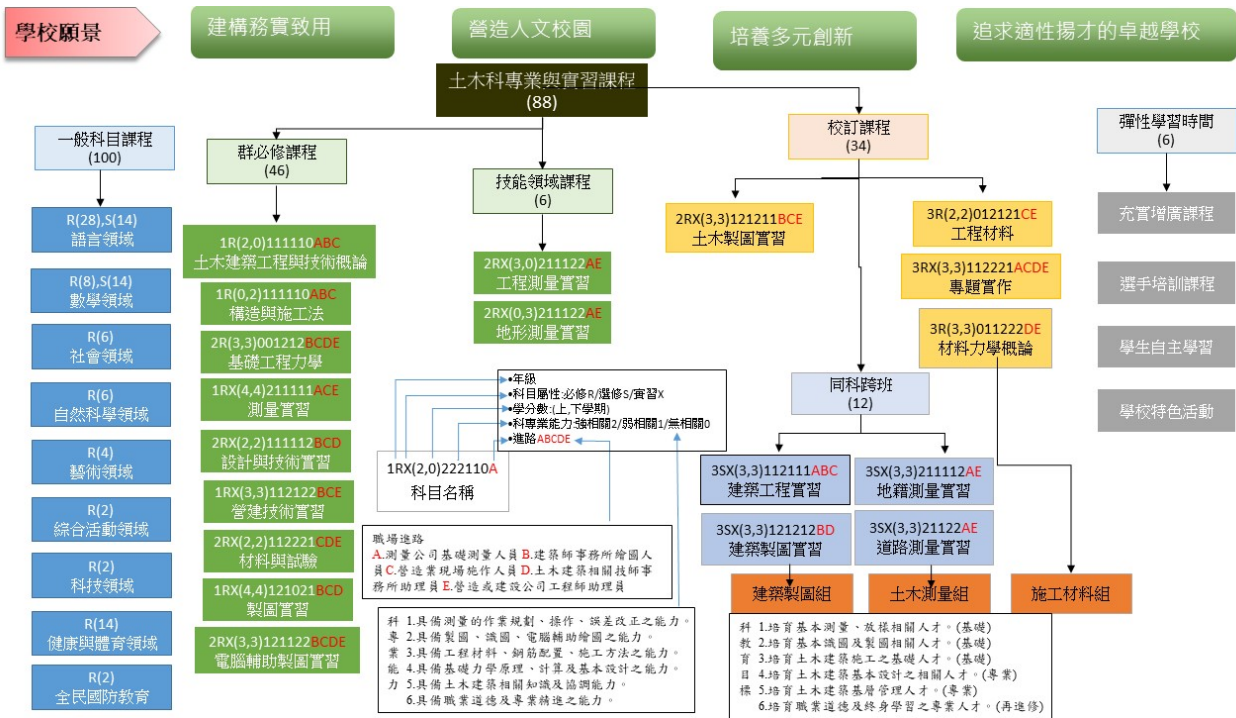 學校願景
建構務實致用
營造人文校園
培養多元創新
追求適性揚才的卓越學校
土木科專業與實習課程
(88)
一般科目課程
(100)
R(28),S(14)
語言領域
R(8),S(14)
數學領域
R(6)
社會領域
R(6)
自然科學領域
R(4)
藝術領域
R(2)
綜合活動領域
R(2)
科技領域
R(14)
健康與體育領域
R(2)
全民國防教育
群必修課程
(46)
1R(2,0)111110ABC
土木建築工程與技術概論
1R(0,2)111110ABC
構造與施工法
2R(3,3)001212BCDE
基礎工程力學
1RX(4,4)211111ACE
測量實習
2RX(2,2)111112BCD
設計與技術實習
1RX(3,3)112122BCE
營建技術實習
2RX(2,2)112221CDE
材料與試驗
1RX(4,4)121021BCD
製圖實習
2RX(3,3)121122BCDE
電腦輔助製圖實習
技能領域課程
(6)
2RX(3,0)211122AE
工程測量實習
2RX(0,3)211122AE
地形測量實習
•年級
•科目屬性:必修R/選修S/實習X
•學分數:(上,下學期)
•科專業能力:強相關2/弱相關1/無相關0
•進路ABCDE
1RX(2,0)222110A
科目名稱
職場進路
A.測量公司基礎測量人員 B.建築師事務所繪圖人
員C.營造業現場施作人員 D.土木建築相關技師事
務所助理員 E.營造或建設公司工程師助理員
科 1.具備測量的作業規劃、操作、誤差改正之能力。
專 2.具備製圖、識圖、電腦輔助繪圖之能力。
業 3.具備工程材料、鋼筋配置、施工方法之能力。
能 4.具備基礎力學原理、計算及基本設計之能力。
力 5.具備土木建築相關知識及協調能力。
6.具備職業道德及專業精進之能力。
校訂課程
(34)
2RX(3,3)121211BCE
土木製圖實習
3R(2,2)012121CE
工程材料
3RX(3,3)112221ACDE
專題實作
3R(3,3)011222DE
材料力學概論
同科跨班
(12)
3SX(3,3)112111ABC
建築工程實習
3SX(3,3)211112AE
地籍測量實習
3SX(3,3)121212BD
建築製圖實習
3SX(3,3)21122AE
道路測量實習
建築製圖組
土木測量組
施工材料組
科 1.培育基本測量、放樣相關人才。(基礎)
教 2.培育基本識圖及製圖相關人才。(基礎)
育 3.培育土木建築施工之基礎人才。(基礎)
目 4.培育土木建築基本設計之相關人才。(專業)
標 5.培育土木建築基層管理人才。(專業)
6.培育職業道德及終身學習之專業人才。(再進修)
彈性學習時間
(6)
充實增廣課程
選手培訓課程
學生自主學習
學校特色活動